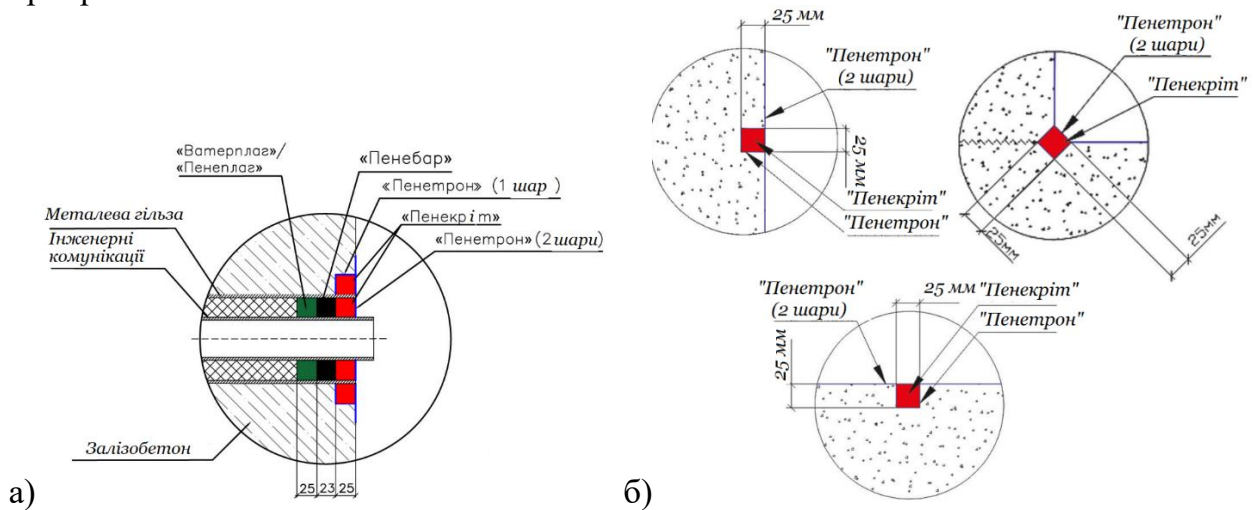 «Ватерплаг»/
«Пенеплаг»
«Пенебар»
«Пенетрон» (1 шар )
«Пенекріт»
«Пенетрон» (2 шари)
Металева гільза
Інженерні
комунікації
Залізобетон
25 23 25
а)
25 мм
"Пенетрон"
(2 шари)
25 мм
"Пенекріт"
"Пенетрон"
"Пенетрон"
(2 шари)
"Пенекріт"
25мм
25мм
"Пенетрон"
(2 шари)
25 мм
"Пенекріт"
"Пенетрон"
25 мм
б)